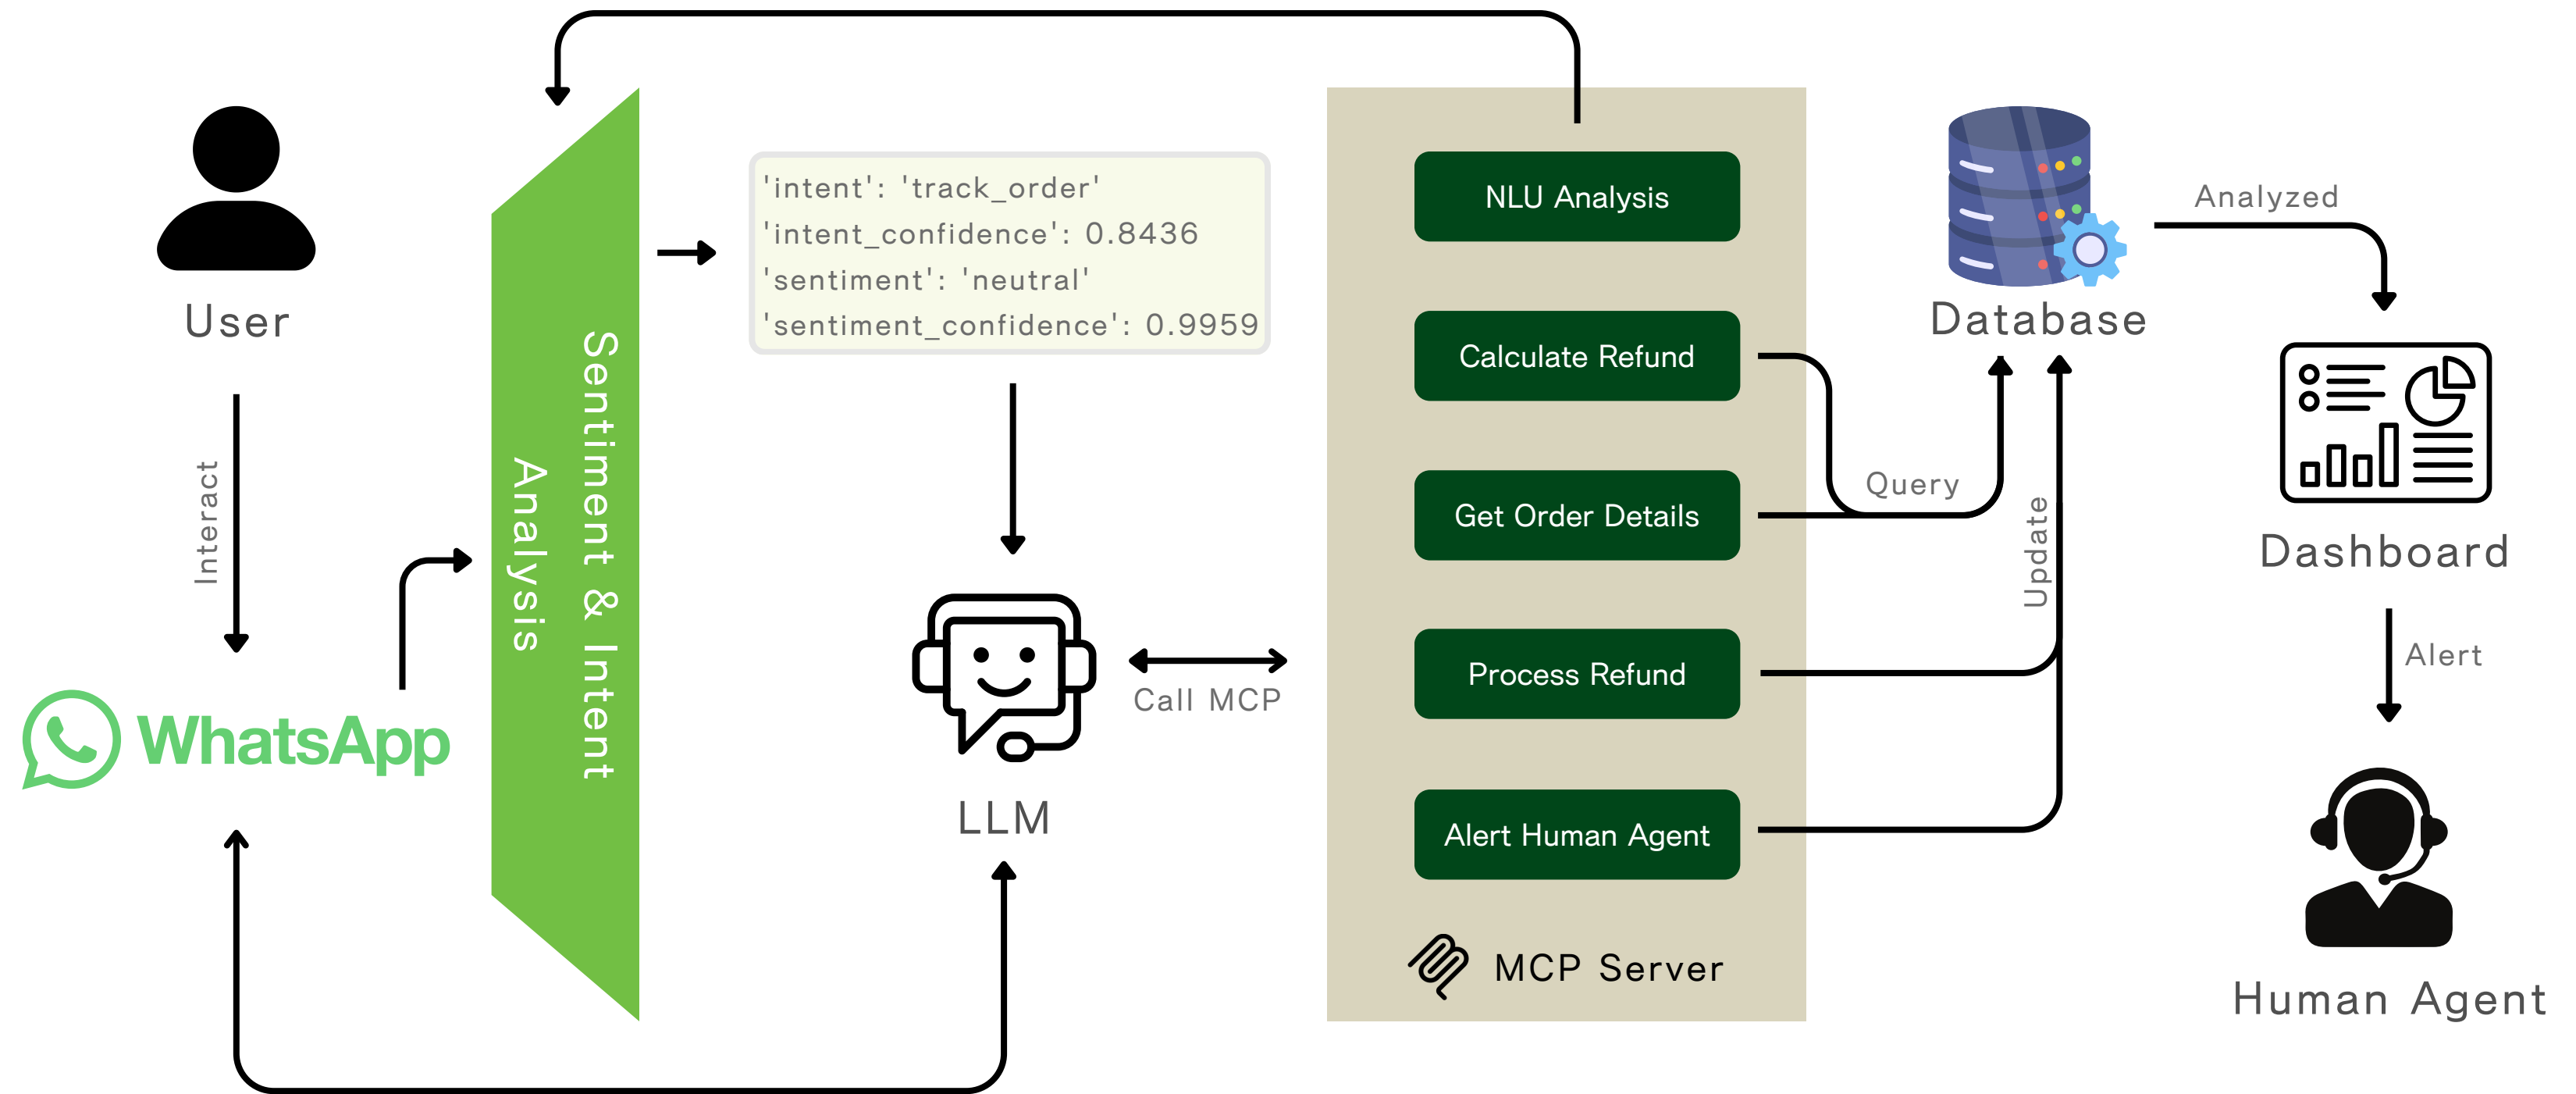 User
Interact
WhatsApp
Sentiment & Intent
Analysis
'intent': 'track_order'
'intent_confidence': 0.8436
'sentiment': 'neutral'
'sentiment_confidence': 0.9959
LLM
Call MCP
NLU Analysis
Calculate Refund
Get Order Details
Process Refund
Alert Human Agent
MCP Server
Query
Update
Database
Analyzed
Dashboard
Alert
Human Agent